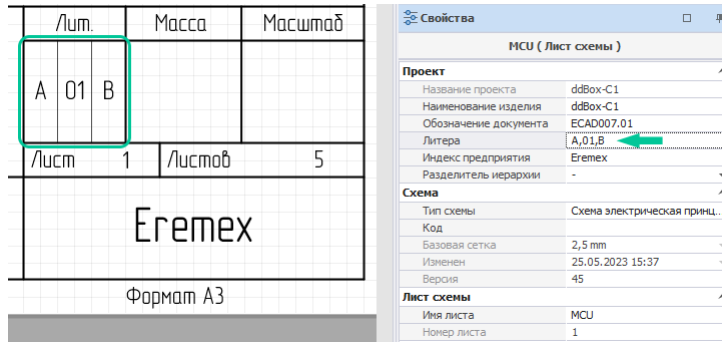 Лит. Масса Масштаб
А 01 В
Лист 1 Листов 5
Eremex
Формат А3
Свойства
MCU ( Лист схемы )
Проект
Название проекта ddBox-C1
Наименование изделия ddBox-C1
Обозначение документа ECAD007.01
Литера A,01,B
Индекс предприятия Eremex
Разделитель иерархии -
Схема
Тип схемы Схема электрическая принц...
Код
Базовая сетка 2,5 mm
Изменен 25.05.2023 15:37
Версия 45
Лист схемы
Имя листа MCU
Номер листа 1